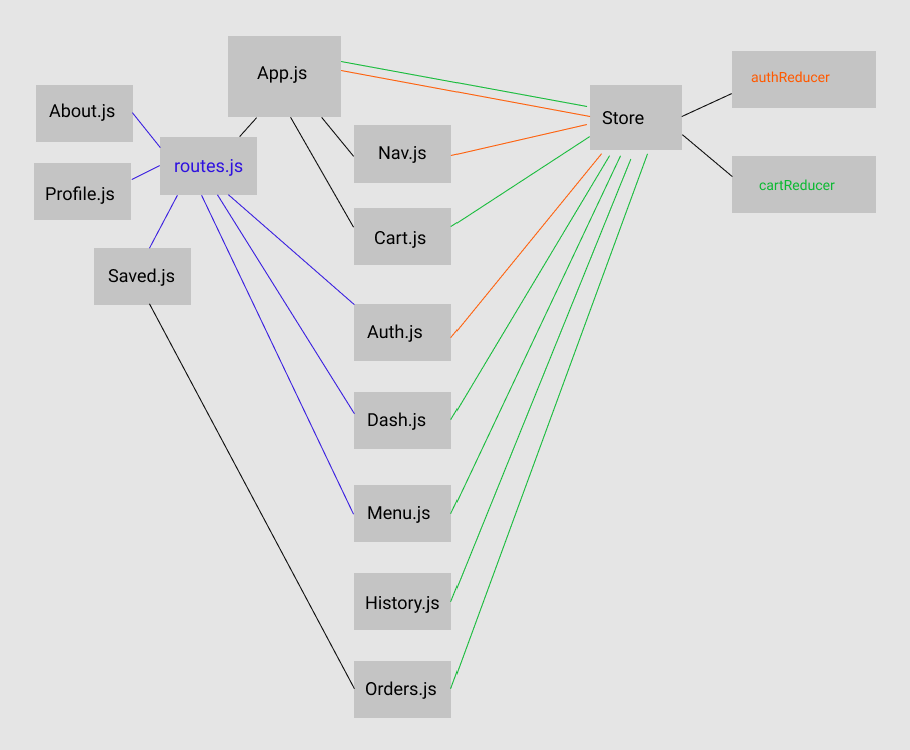 App.js
authReducer
About.js
Store
Nav.js
routes.js
cartReducer
Profile.js
Cart.js
Saved.js
Auth.js
Dash.js
Menu.js
History.js
Orders.js